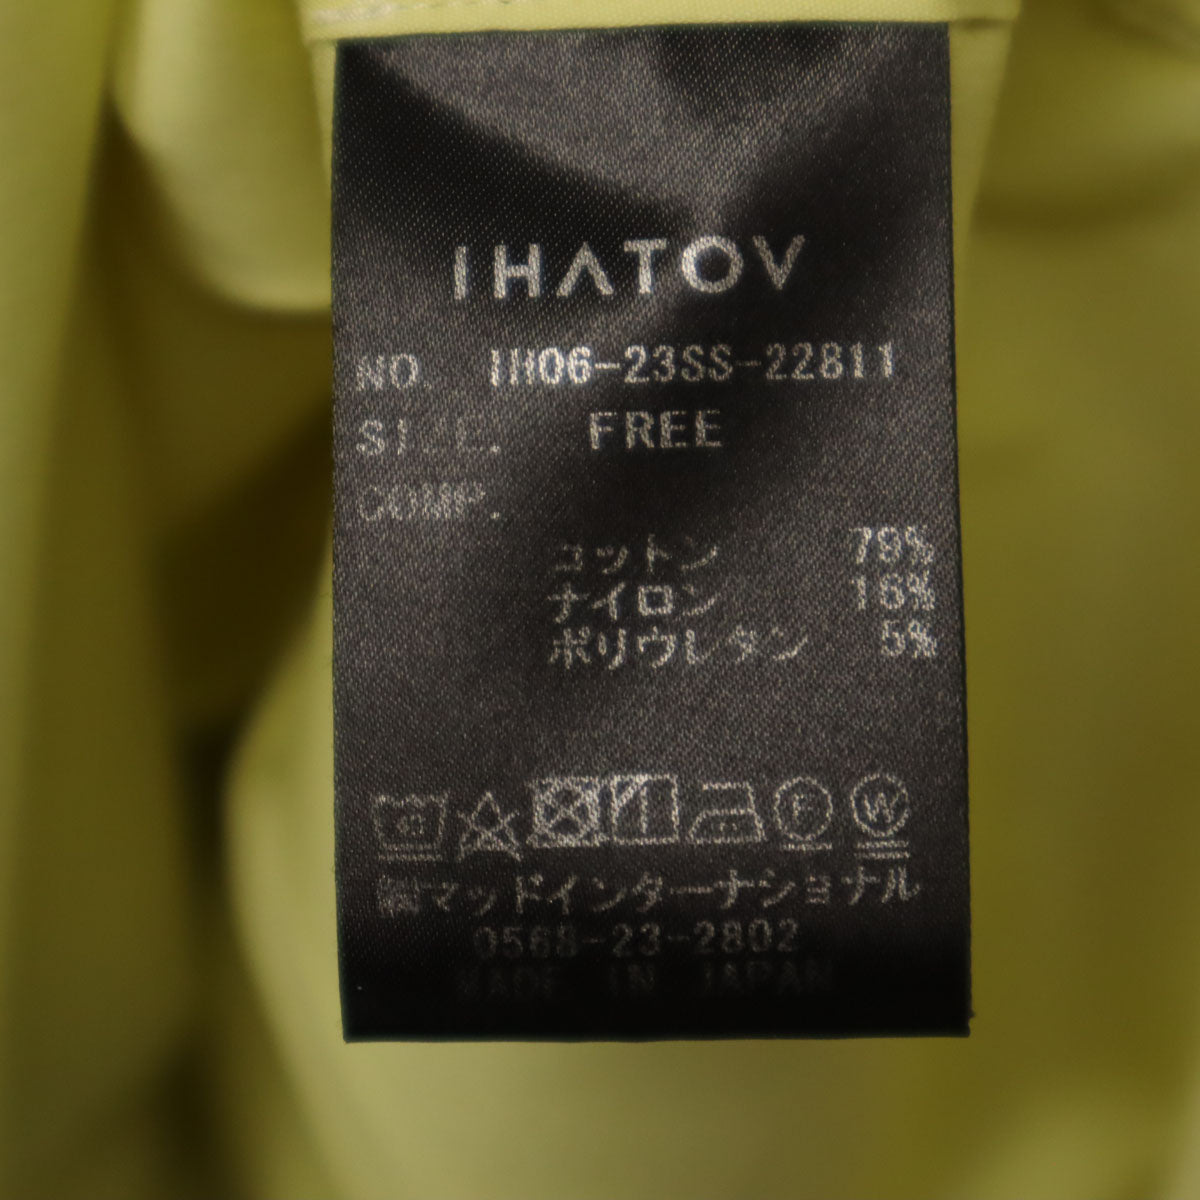 IHATOV
NO. IH06-23SS-22811
SIZE. FREE
COMP.
コットン 79%
ナイロン 16%
ポリウレタン 5%
㈱マッドインターナショナル
0568-23-2802
MADE IN JAPAN